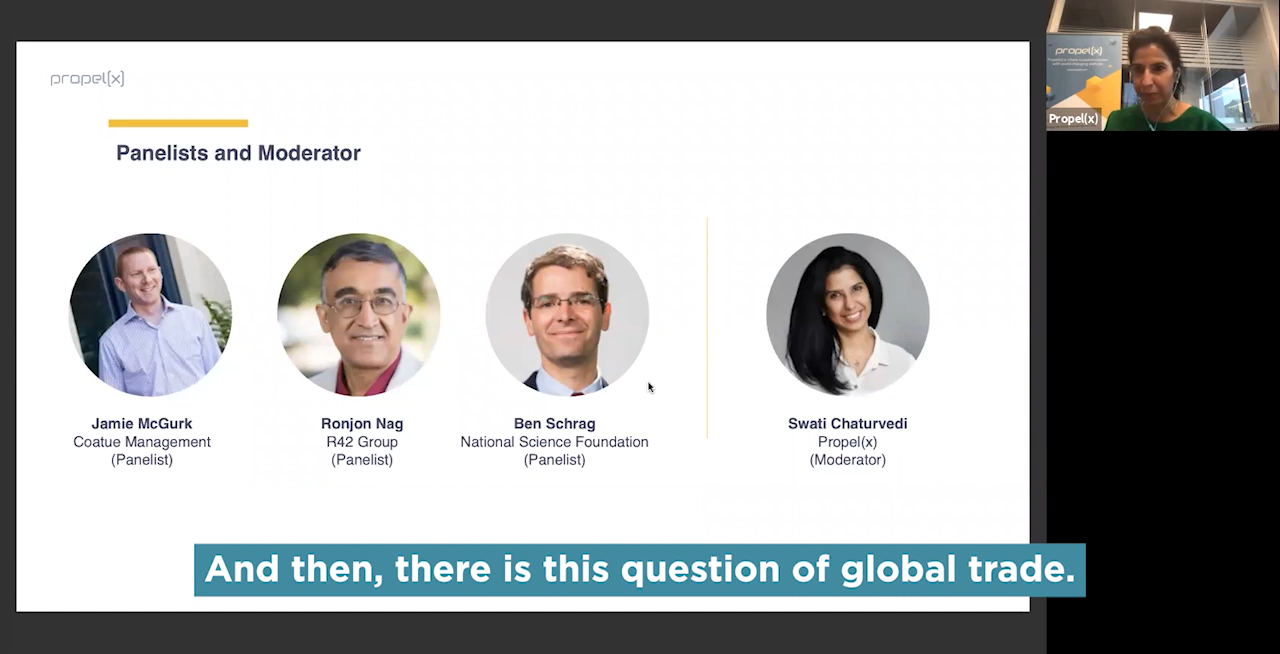 propel(x)
Panelists and Moderator
Jamie McGurk
Coatue Management
(Panelist)
Ronjon Nag
R42 Group
(Panelist)
Ben Schrag
National Science Foundation
(Panelist)
Swati Chaturvedi
Propel(x)
(Moderator)
propel(x)
Propel(x)
And then, there is this question of global trade.